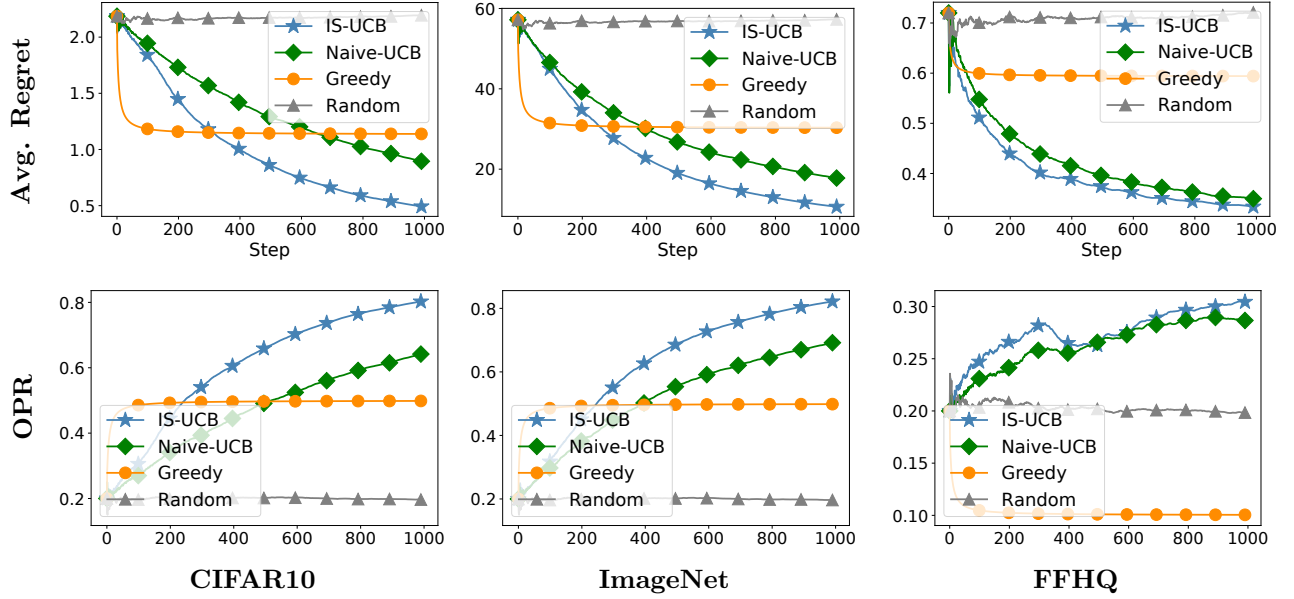 Avg. Regret
2.0
1.5
1.0
0.5
0 200 400 600 800 1000
Step
IS-UCB
Naive-UCB
Greedy
Random
60
40
20
0 200 400 600 800 1000
Step
IS-UCB
Naive-UCB
Greedy
Random
0.7
0.6
0.5
0.4
0 200 400 600 800 1000
Step
IS-UCB
Naive-UCB
Greedy
Random
OPR
0.8
0.6
0.4
0.2
0 200 400 600 800 1000
IS-UCB
Naive-UCB
Greedy
Random
CIFAR10
0.8
0.6
0.4
0.2
0 200 400 600 800 1000
IS-UCB
Naive-UCB
Greedy
Random
ImageNet
0.30
0.25
0.20
0.15
0.10
0 200 400 600 800 1000
IS-UCB
Naive-UCB
Greedy
Random
FFHQ